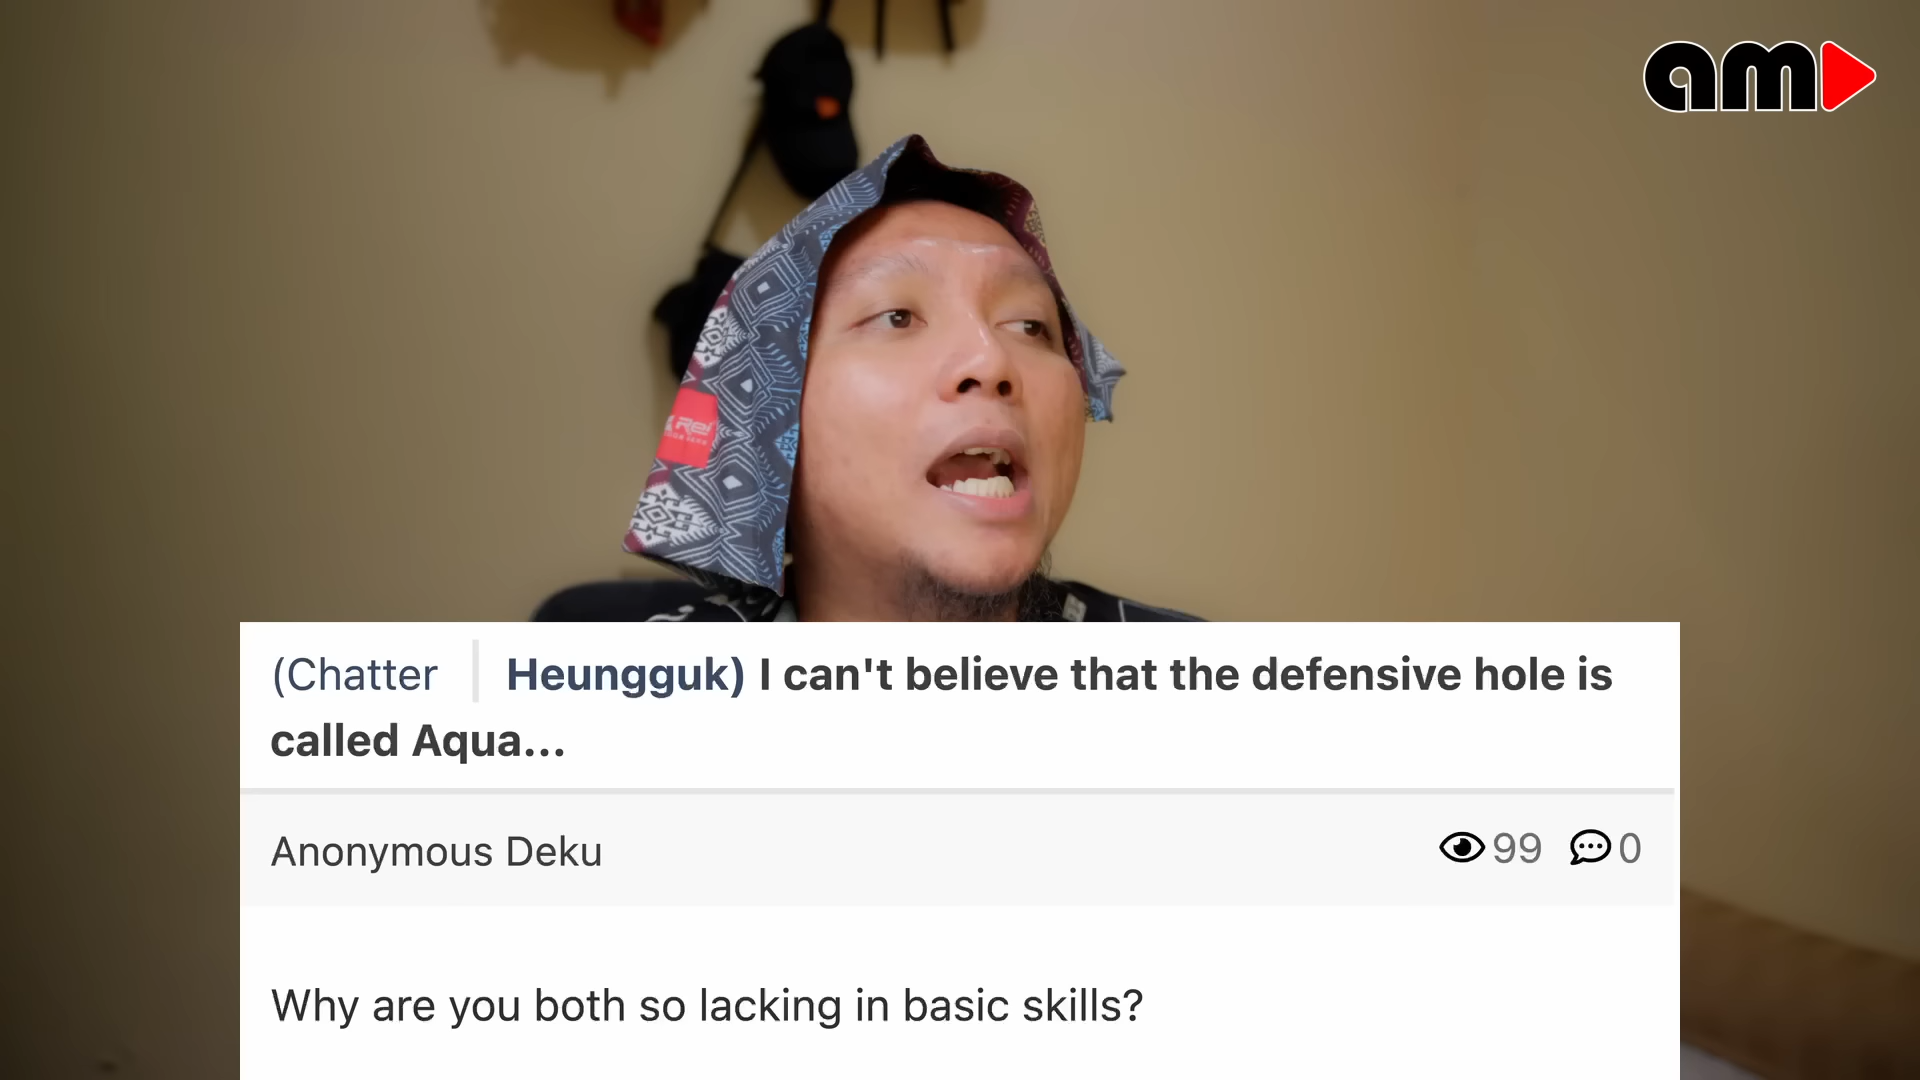 am
Rei
(Chatter Heungguk) I can't believe that the defensive hole is
called Aqua...
Anonymous Deku
99 0
Why are you both so lacking in basic skills?